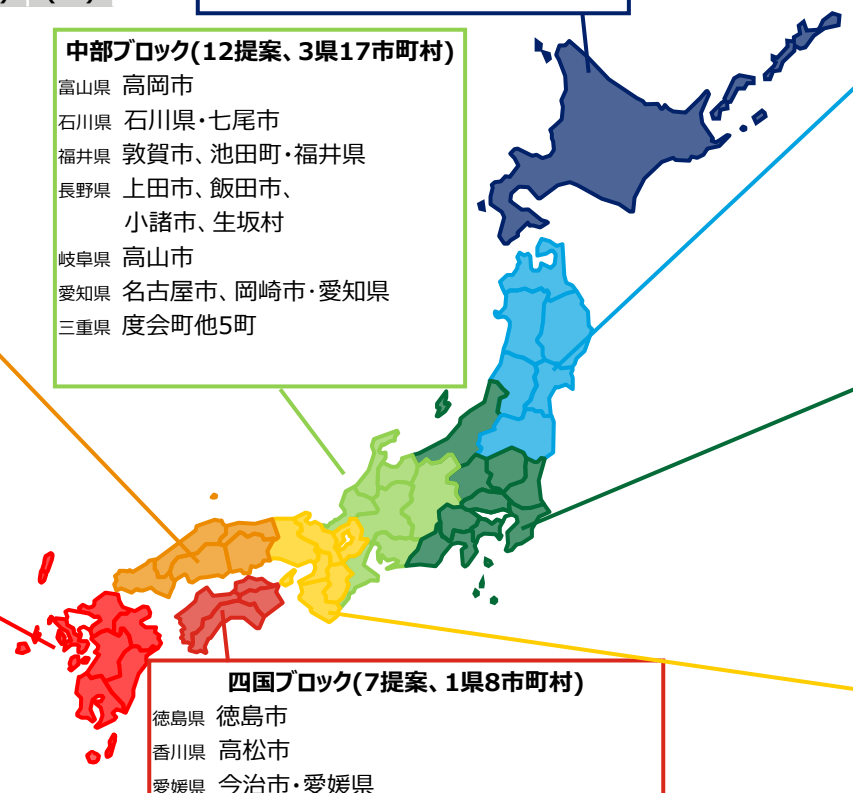 中部ブロック(12提案、3県17市町村)
富山県 高岡市
石川県 石川県・七尾市
福井県 敦賀市、池田町・福井県
長野県 上田市、飯田市、
小諸市、生坂村
岐阜県 高山市
愛知県 名古屋市、岡崎市・愛知県
三重県 度会町他5町
四国ブロック(7提案、1県8市町村)
徳島県 徳島市
香川県 高松市
愛媛県 今治市・愛媛県